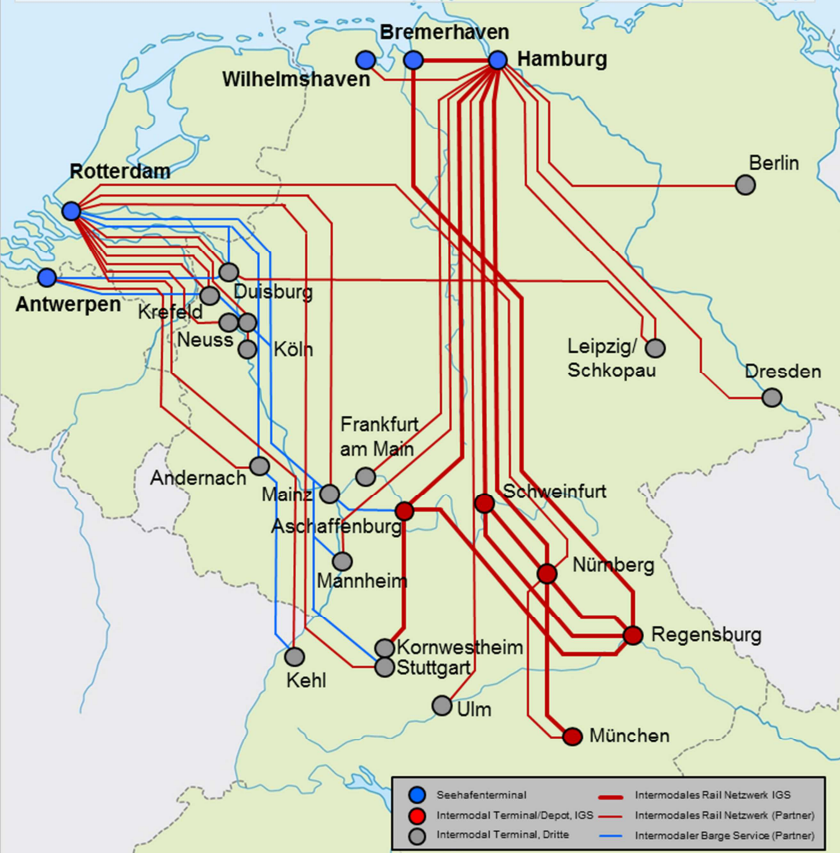 Bremerhaven
Hamburg
Wilhelmshaven
Berlin
Rotterdam
Antwerpen
Duisburg
Krefeld
Neuss
Köln
Leipzig/
Schkopau
Dresden
Frankfurt
am Main
Andernach
Mainz
Schweinfurt
Aschaffenburg
Nürnberg
Mannheim
Regensburg
Kornwestheim
Stuttgart
Kehl
Ulm
München
Seehafenterminal
Intermodales Rail Netzwerk IGS
Intermodal Terminal/Depot, IGS
Intermodales Rail Netzwerk (Partner)
Intermodal Terminal, Dritte
Intermodaler Barge Service (Partner)